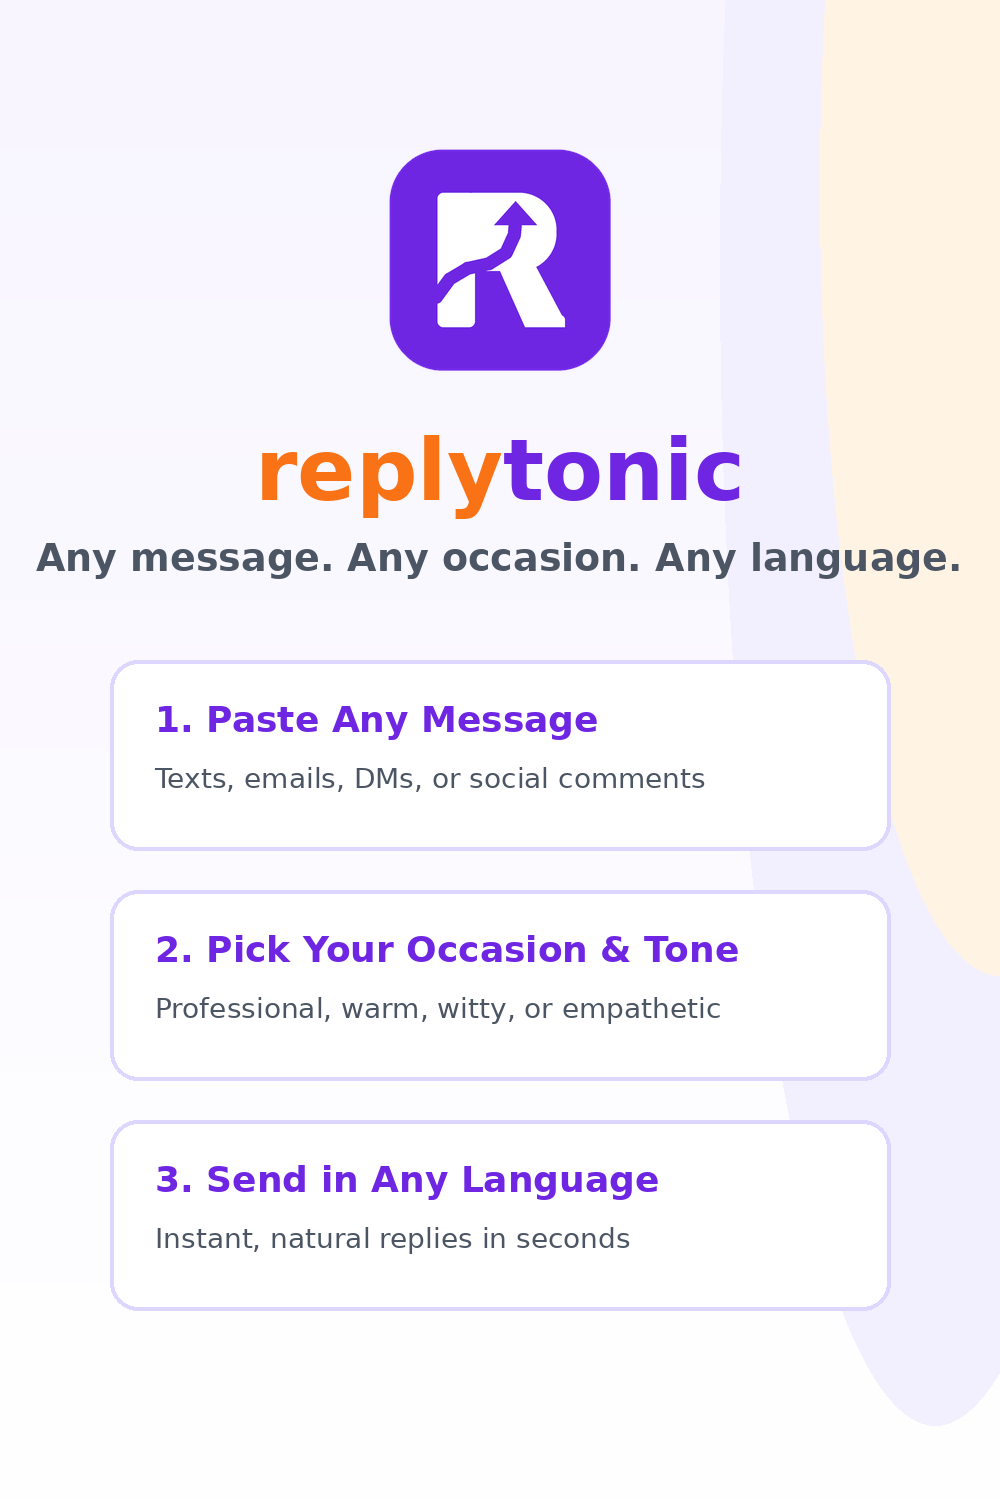 R
replytonic
Any message. Any occasion. Any language.
1. Paste Any Message
Texts, emails, DMs, or social comments
2. Pick Your Occasion & Tone
Professional, warm, witty, or empathetic
3. Send in Any Language
Instant, natural replies in seconds